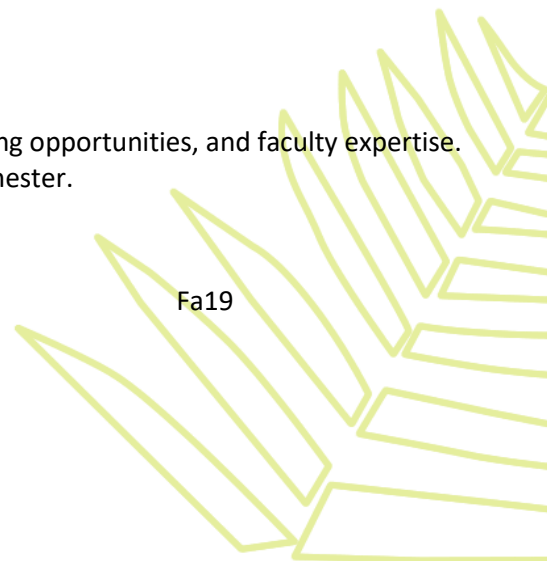 ng opportunities, and faculty expertise.
nester.
Fa19